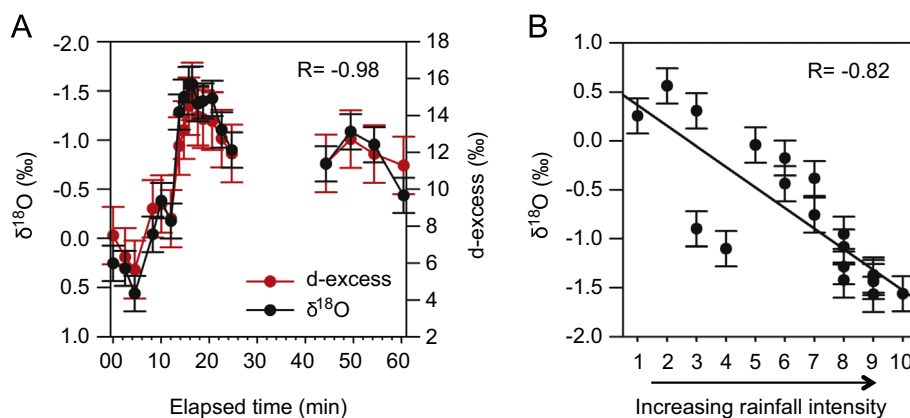 A
R= -0.98
δ18O (‰)
-2.0
-1.5
-1.0
-0.5
0.0
0.5
1.0
d-excess (‰)
18
16
14
12
10
8
6
4
2
d-excess
δ18O
00 10 20 30 40 50 60
Elapsed time (min)
B
R= -0.82
δ18O (‰)
1.0
0.5
0.0
-0.5
-1.0
-1.5
-2.0
1 2 3 4 5 6 7 8 9 10
Increasing rainfall intensity